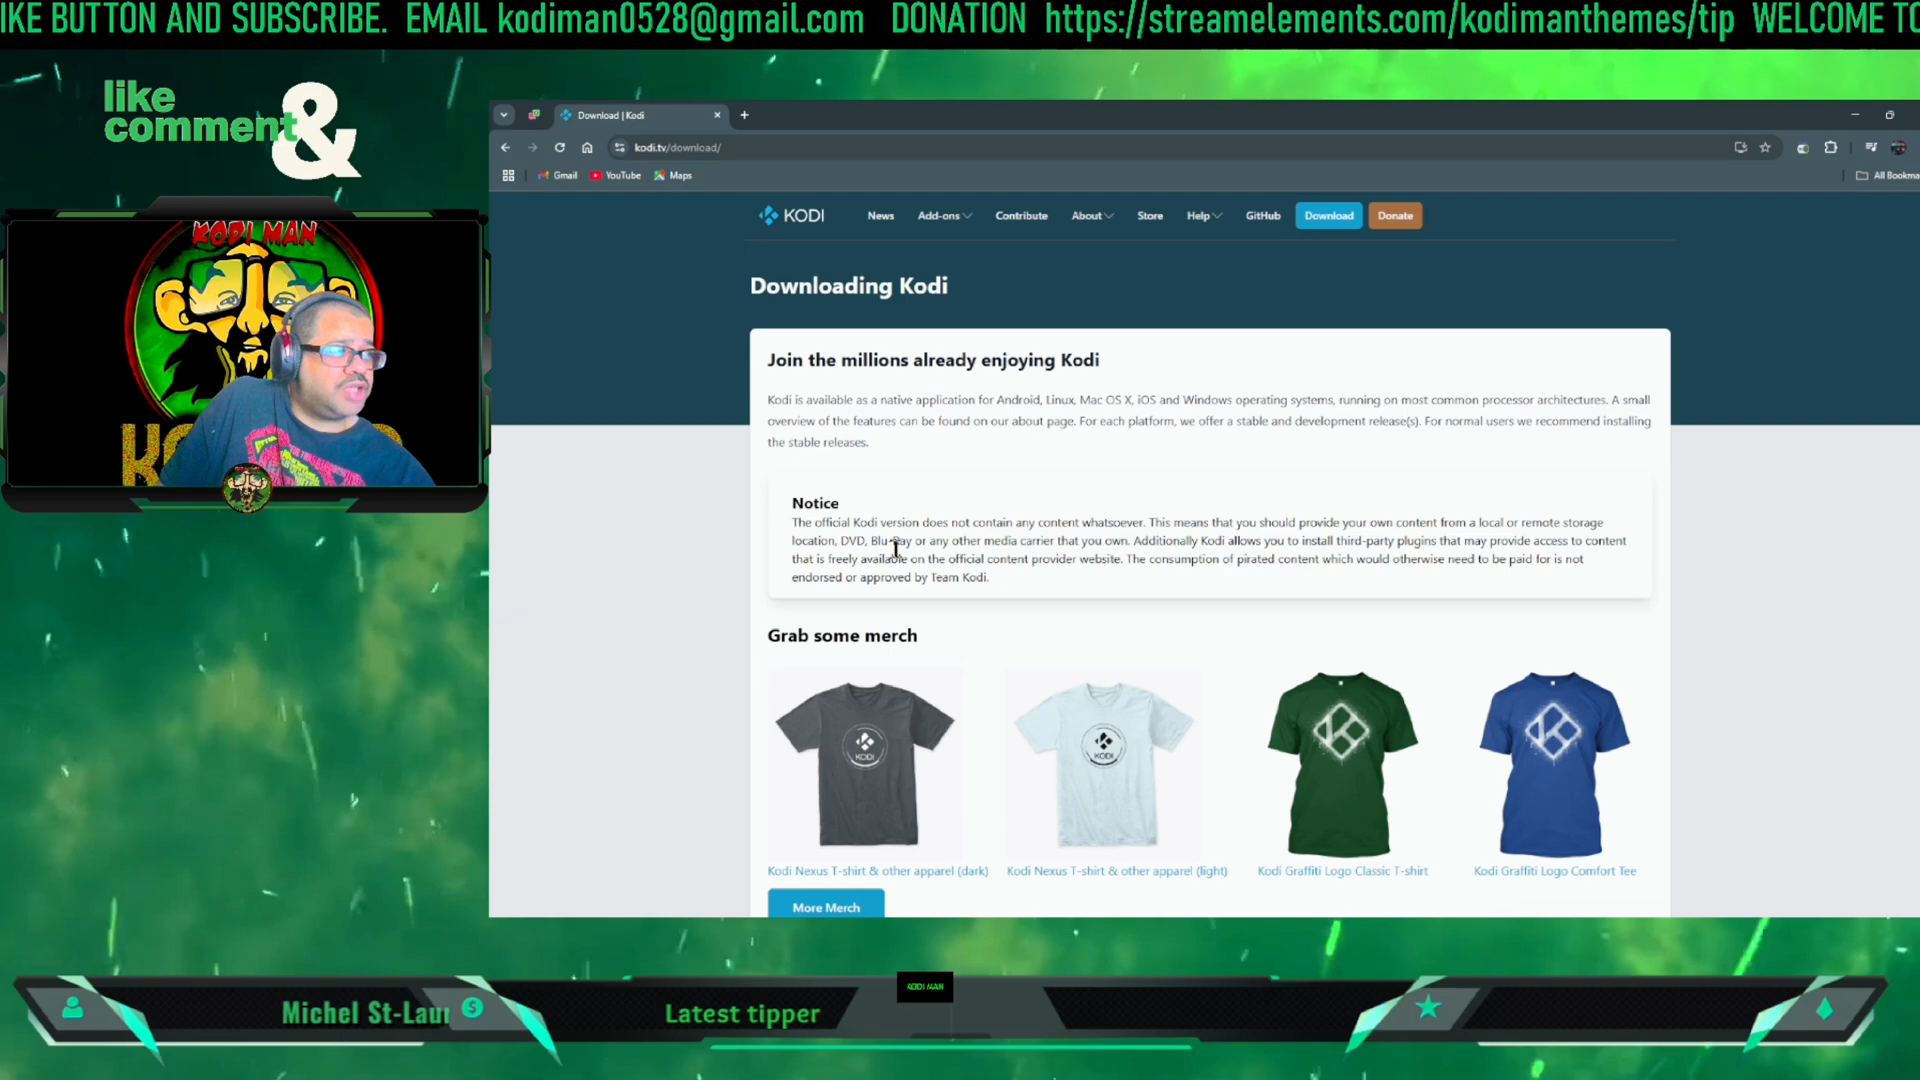 IKE BUTTON AND SUBSCRIBE. EMAIL kodiman0528@gmail.com DONATION https://streamelements.com/kodimanthemes/tip WELCOME TO
like
comment &
KODI MAN
Download | Kodi
kodi.tv/download/
Gmail YouTube Maps All Bookma
KODI News Add-ons Contribute About Store Help GitHub Download Donate
Downloading Kodi
Join the millions already enjoying Kodi
Kodi is available as a native application for Android, Linux, Mac OS X, iOS and Windows operating systems, running on most common processor architectures. A small
overview of the features can be found on our about page. For each platform, we offer a stable and development release(s). For normal users we recommend installing
the stable releases.
Notice
The official Kodi version does not contain any content whatsoever. This means that you should provide your own content from a local or remote storage
location, DVD, Blu-Ray or any other media carrier that you own. Additionally Kodi allows you to install third-party plugins that may provide access to content
that is freely available on the official content provider website. The consumption of pirated content which would otherwise need to be paid for is not
endorsed or approved by Team Kodi.
Grab some merch
KODI
KODI
Kodi Nexus T-shirt & other apparel (dark) Kodi Nexus T-shirt & other apparel (light) Kodi Graffiti Logo Classic T-shirt Kodi Graffiti Logo Comfort Tee
More Merch
KODI MAN
Michel St-Laur Latest tipper